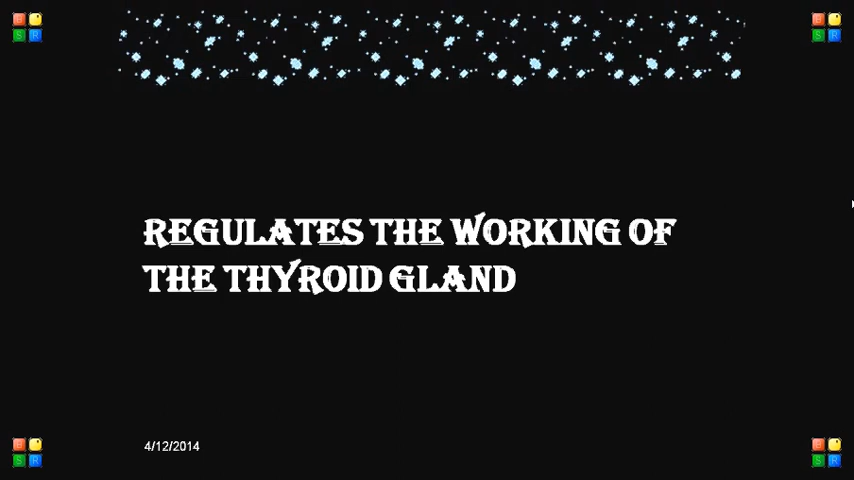 REGULATES THE WORKING OF
THE THYROID GLAND
4/12/2014